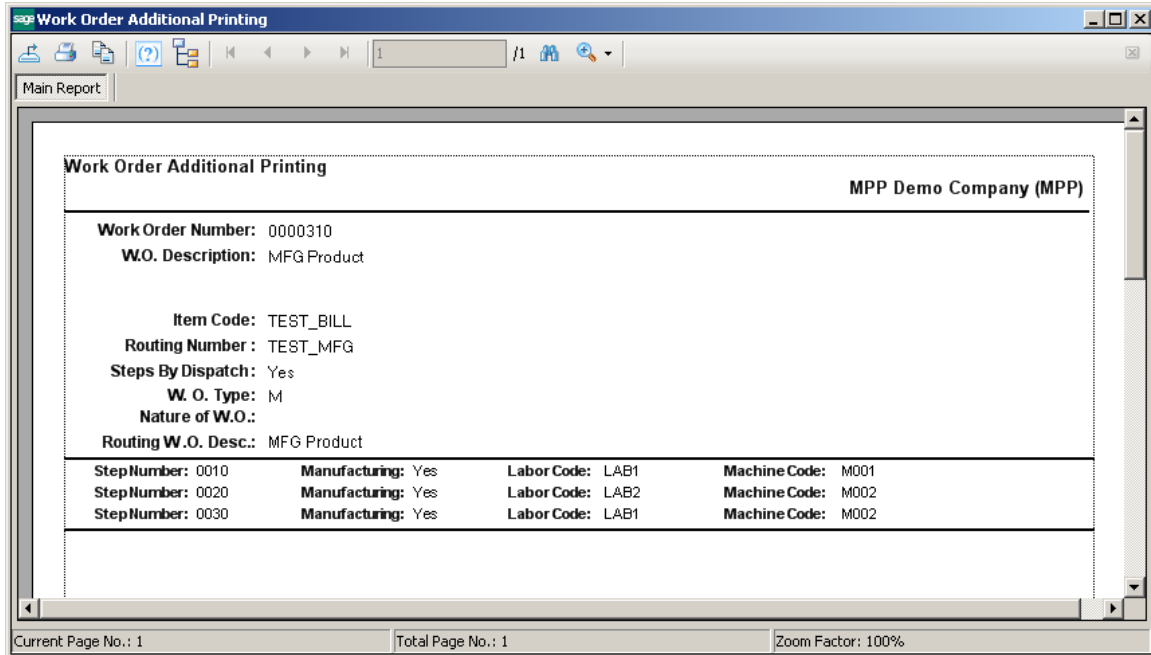 sage Work Order Additional Printing
(?) 1 /1
Main Report
Work Order Additional Printing
MPP Demo Company (MPP)
Work Order Number: 0000310
W.O. Description: MFG Product
Item Code: TEST_BILL
Routing Number : TEST_MFG
Steps By Dispatch: Yes
W. O. Type: M
Nature of W.O.:
Routing W.O. Desc.: MFG Product
Step Number: 0010 Manufacturing: Yes Labor Code: LAB1 Machine Code: M001
Step Number: 0020 Manufacturing: Yes Labor Code: LAB2 Machine Code: M002
Step Number: 0030 Manufacturing: Yes Labor Code: LAB1 Machine Code: M002
Current Page No.: 1 Total Page No.: 1 Zoom Factor: 100%